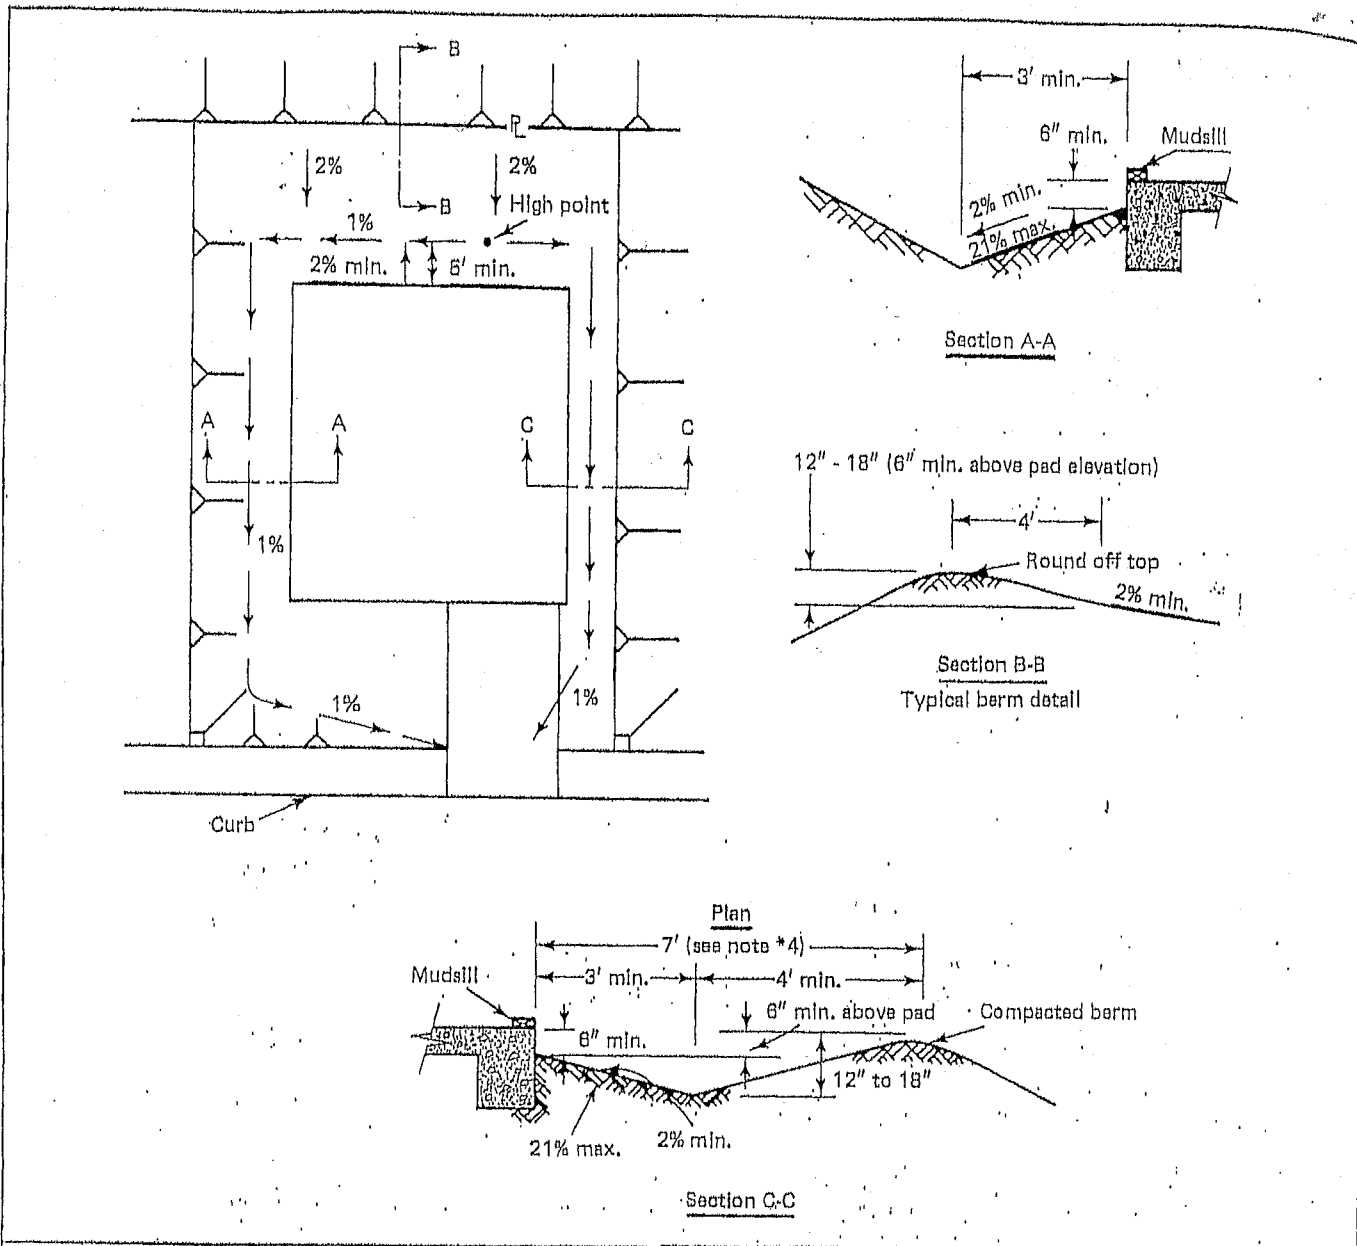 B
PL
2%
2%
B
High point
1%
2% min.
6' min.
A
A
C
C
1%
1%
1%
Curb
Plan
3' min.
6" min.
Mudsill
2% min.
21% max.
Section A-A
12" - 18" (6" min. above pad elevation)
4'
Round off top
2% min.
Section B-B
Typical berm detail
7' (see note *4)
3' min.
4' min.
Mudsill
6" min.
6" min. above pad
Compacted berm
12" to 18"
21% max.
2% min.
Section C-C